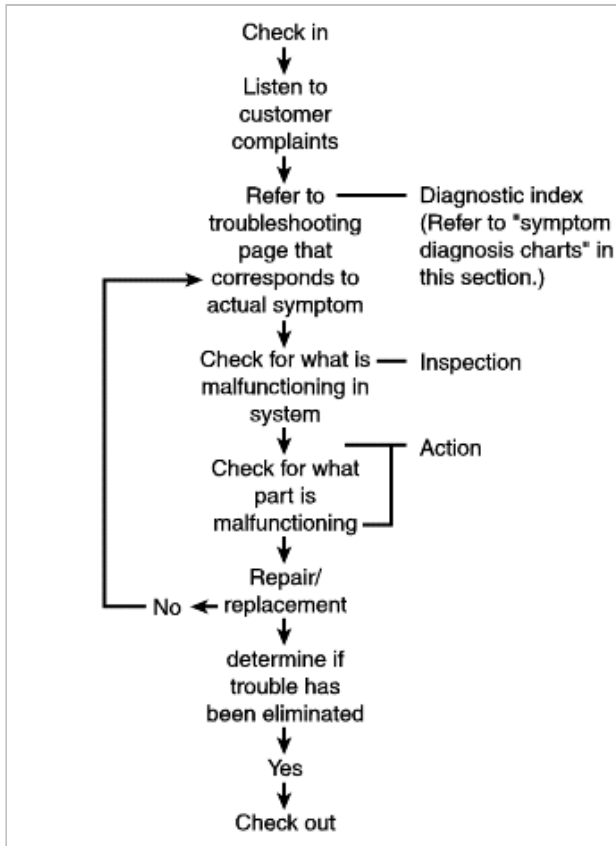 Check in
Listen to
customer
complaints
Refer to
troubleshooting
page that
corresponds to
actual symptom
Diagnostic index
(Refer to "symptom
diagnosis charts" in
this section.)
Check for what is
malfunctioning in
system
Inspection
Check for what
part is
malfunctioning
Action
Repair/
replacement
No
determine if
trouble has
been eliminated
Yes
Check out